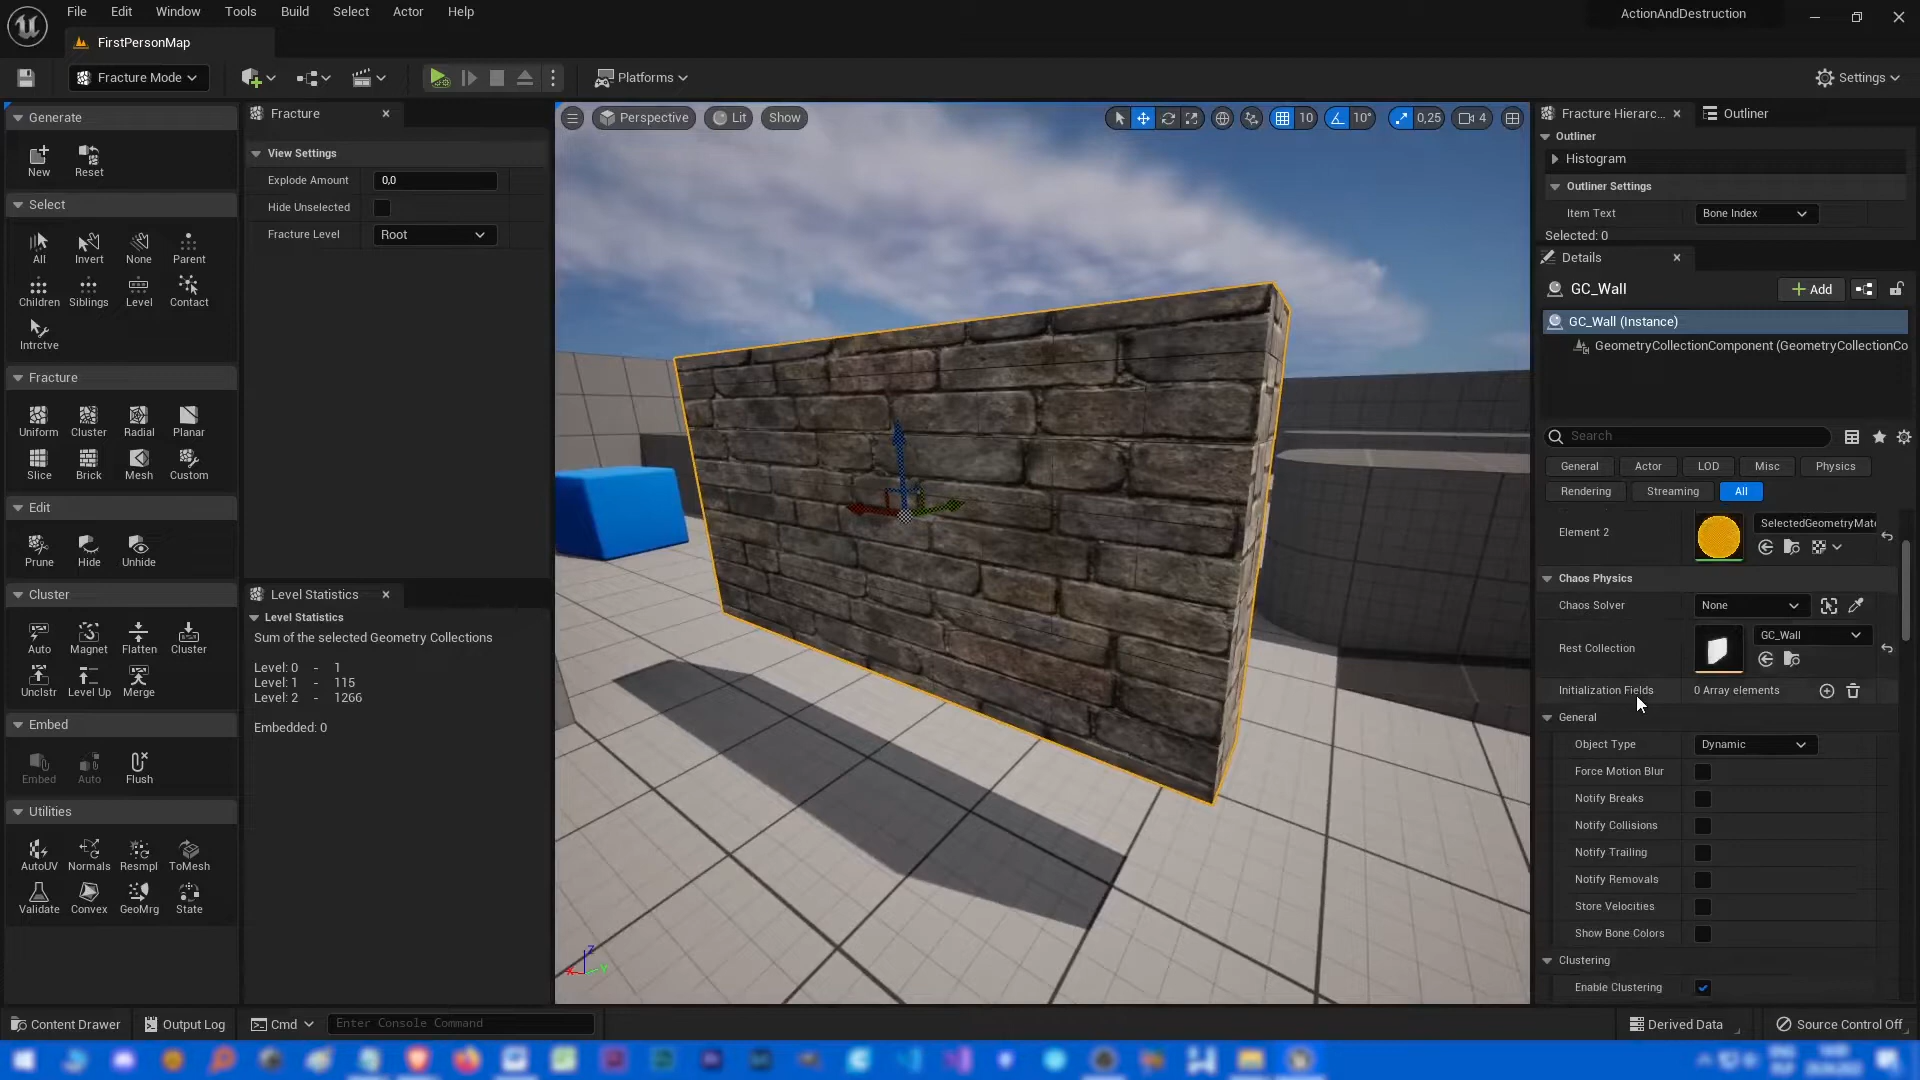 File Edit Window Tools Build Select Actor Help
ActionAndDestruction
FirstPersonMap
Fracture Mode
Platforms
Settings
Generate
New Reset
Select
All Invert None Parent
Children Siblings Level Contact
Intrctve
Fracture
Uniform Cluster Radial Planar
Slice Brick Mesh Custom
Edit
Prune Hide Unhide
Cluster
Auto Magnet Flatten Cluster
Unclstr Level Up Merge
Embed
Embed Auto Flush
Utilities
AutoUV Normals Resmpl ToMesh
Validate Convex GeoMrg State
Fracture
View Settings
Explode Amount 0,0
Hide Unselected
Fracture Level Root
Level Statistics
Level Statistics
Sum of the selected Geometry Collections
Level: 0 - 1
Level: 1 - 115
Level: 2 - 1266
Embedded: 0
Perspective Lit Show
10 10° 0,25 4
Z
X Y
Fracture Hierarc... Outliner
Outliner
Histogram
Outliner Settings
Item Text Bone Index
Selected: 0
Details
GC_Wall
Add
GC_Wall (Instance)
GeometryCollectionComponent (GeometryCollectionCo
Search
General Actor LOD Misc Physics
Rendering Streaming All
Element 2 SelectedGeometryMate
Chaos Physics
Chaos Solver None
Rest Collection GC_Wall
Initialization Fields 0 Array elements
General
Object Type Dynamic
Force Motion Blur
Notify Breaks
Notify Collisions
Notify Trailing
Notify Removals
Store Velocities
Show Bone Colors
Clustering
Enable Clustering
Content Drawer Output Log Cmd Enter Console Command
Derived Data Source Control Off